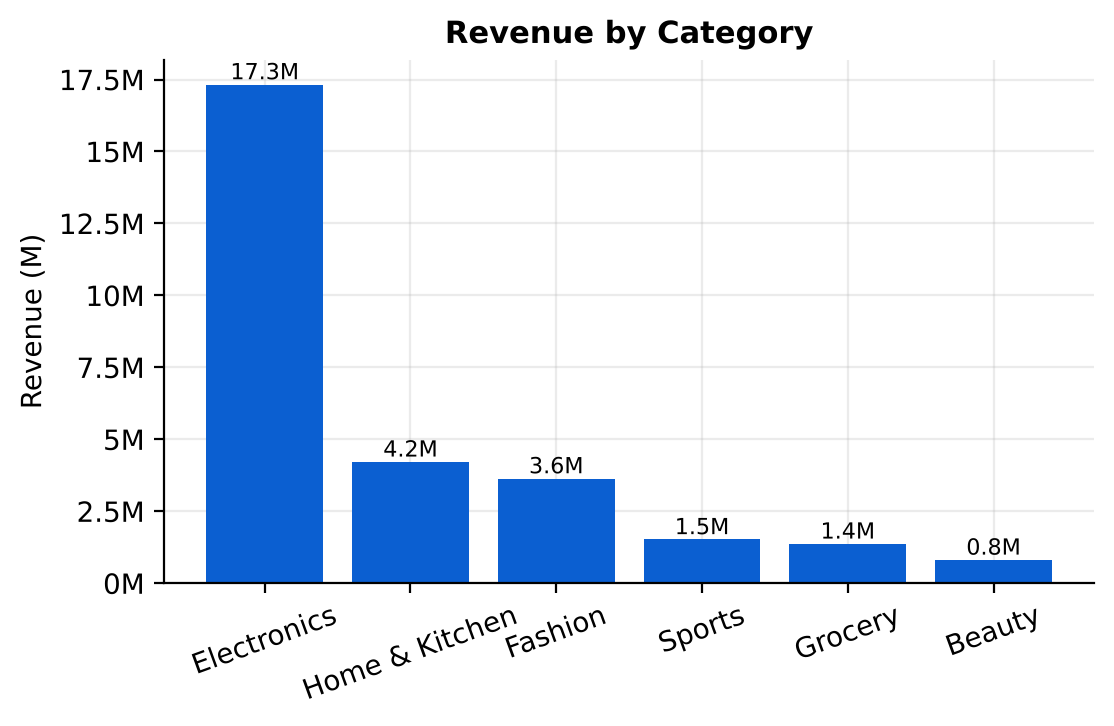 Revenue by Category
Revenue (M)
17.5M
15M
12.5M
10M
7.5M
5M
2.5M
0M
17.3M
4.2M
3.6M
1.5M
1.4M
0.8M
Electronics
Home & Kitchen
Fashion
Sports
Grocery
Beauty